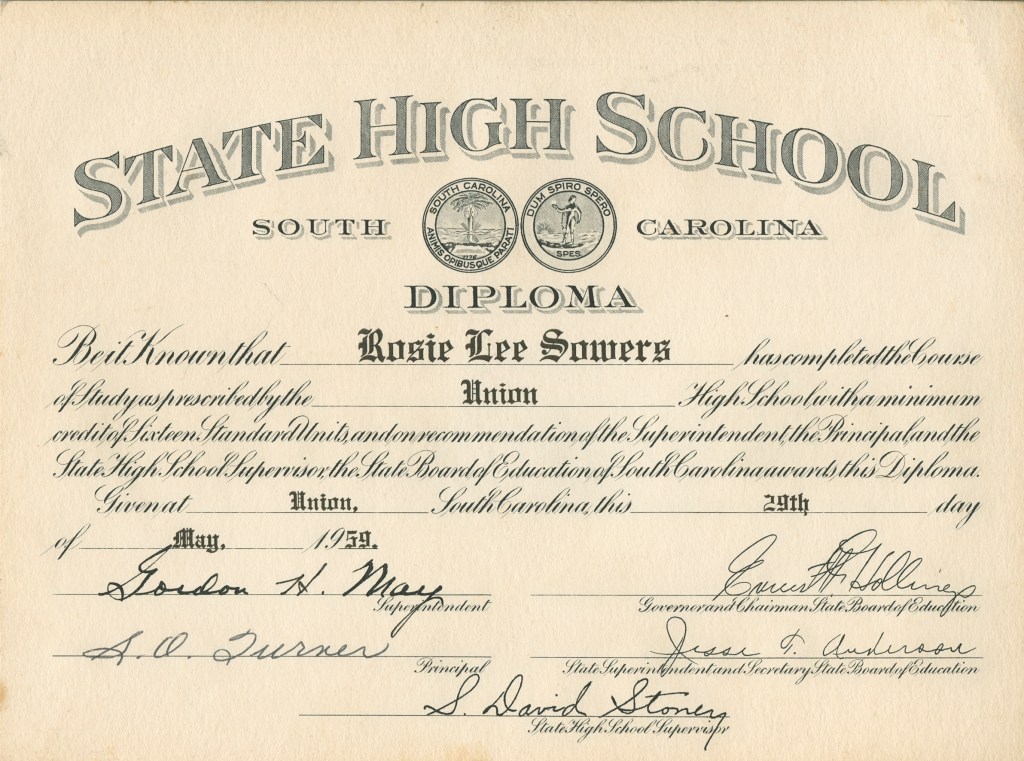 STATE HIGH SCHOOL
SOUTH CAROLINA
SOUTH CAROLINA
ANIMIS OPIBUSQUE PARATI
1776
DUM SPIRO SPERO
SPES
DIPLOMA
Be it Known that Rosie Lee Sowers has completed the Course
of Study as prescribed by the Union High School, with a minimum
credit of Sixteen Standard Units, and on recommendation of the Superintendent, the Principal, and the
State High School Supervisor, the State Board of Education of South Carolina awards this Diploma.
Given at Union, South Carolina, this 29th day
of May, 1959.
Gordon H. May
Superintendent
Ernest F. Hollings
Governor and Chairman State Board of Education
S. O. Turner
Principal
Jesse T. Anderson
State Superintendent and Secretary State Board of Education
S. David Stoney
State High School Supervisor